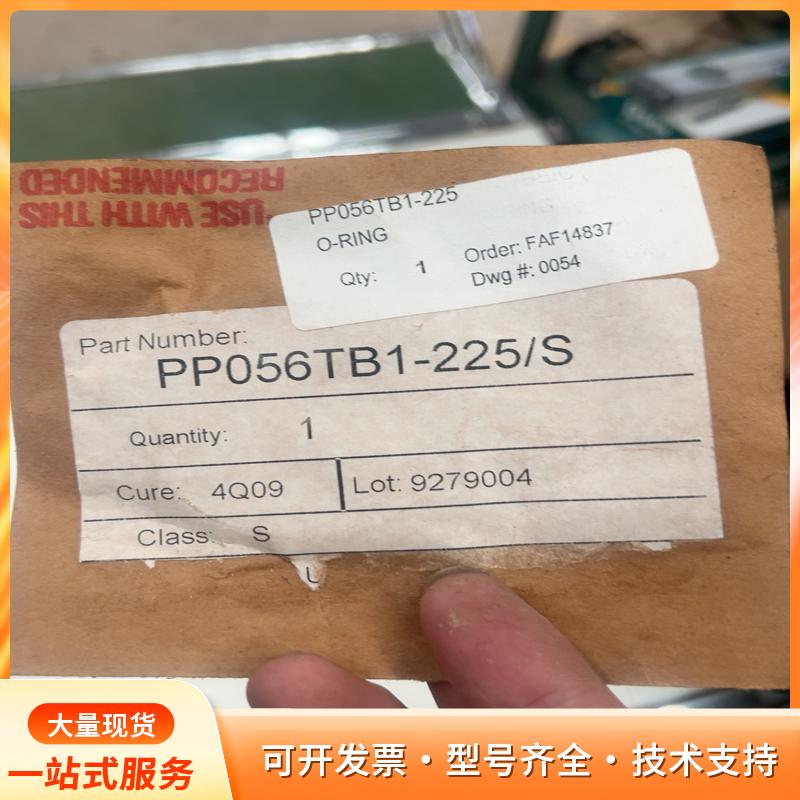 "USE WITH THIS
RECOMMENDED
PP056TB1-225
O-RING
Qty: 1 Order: FAF14837
Dwg #: 0054
Part Number:
PP056TB1-225/S
Quantity: 1
Cure: 4Q09 Lot: 9279004
Class: S
大量现货
一站式服务
可开发票·型号齐全·技术支持